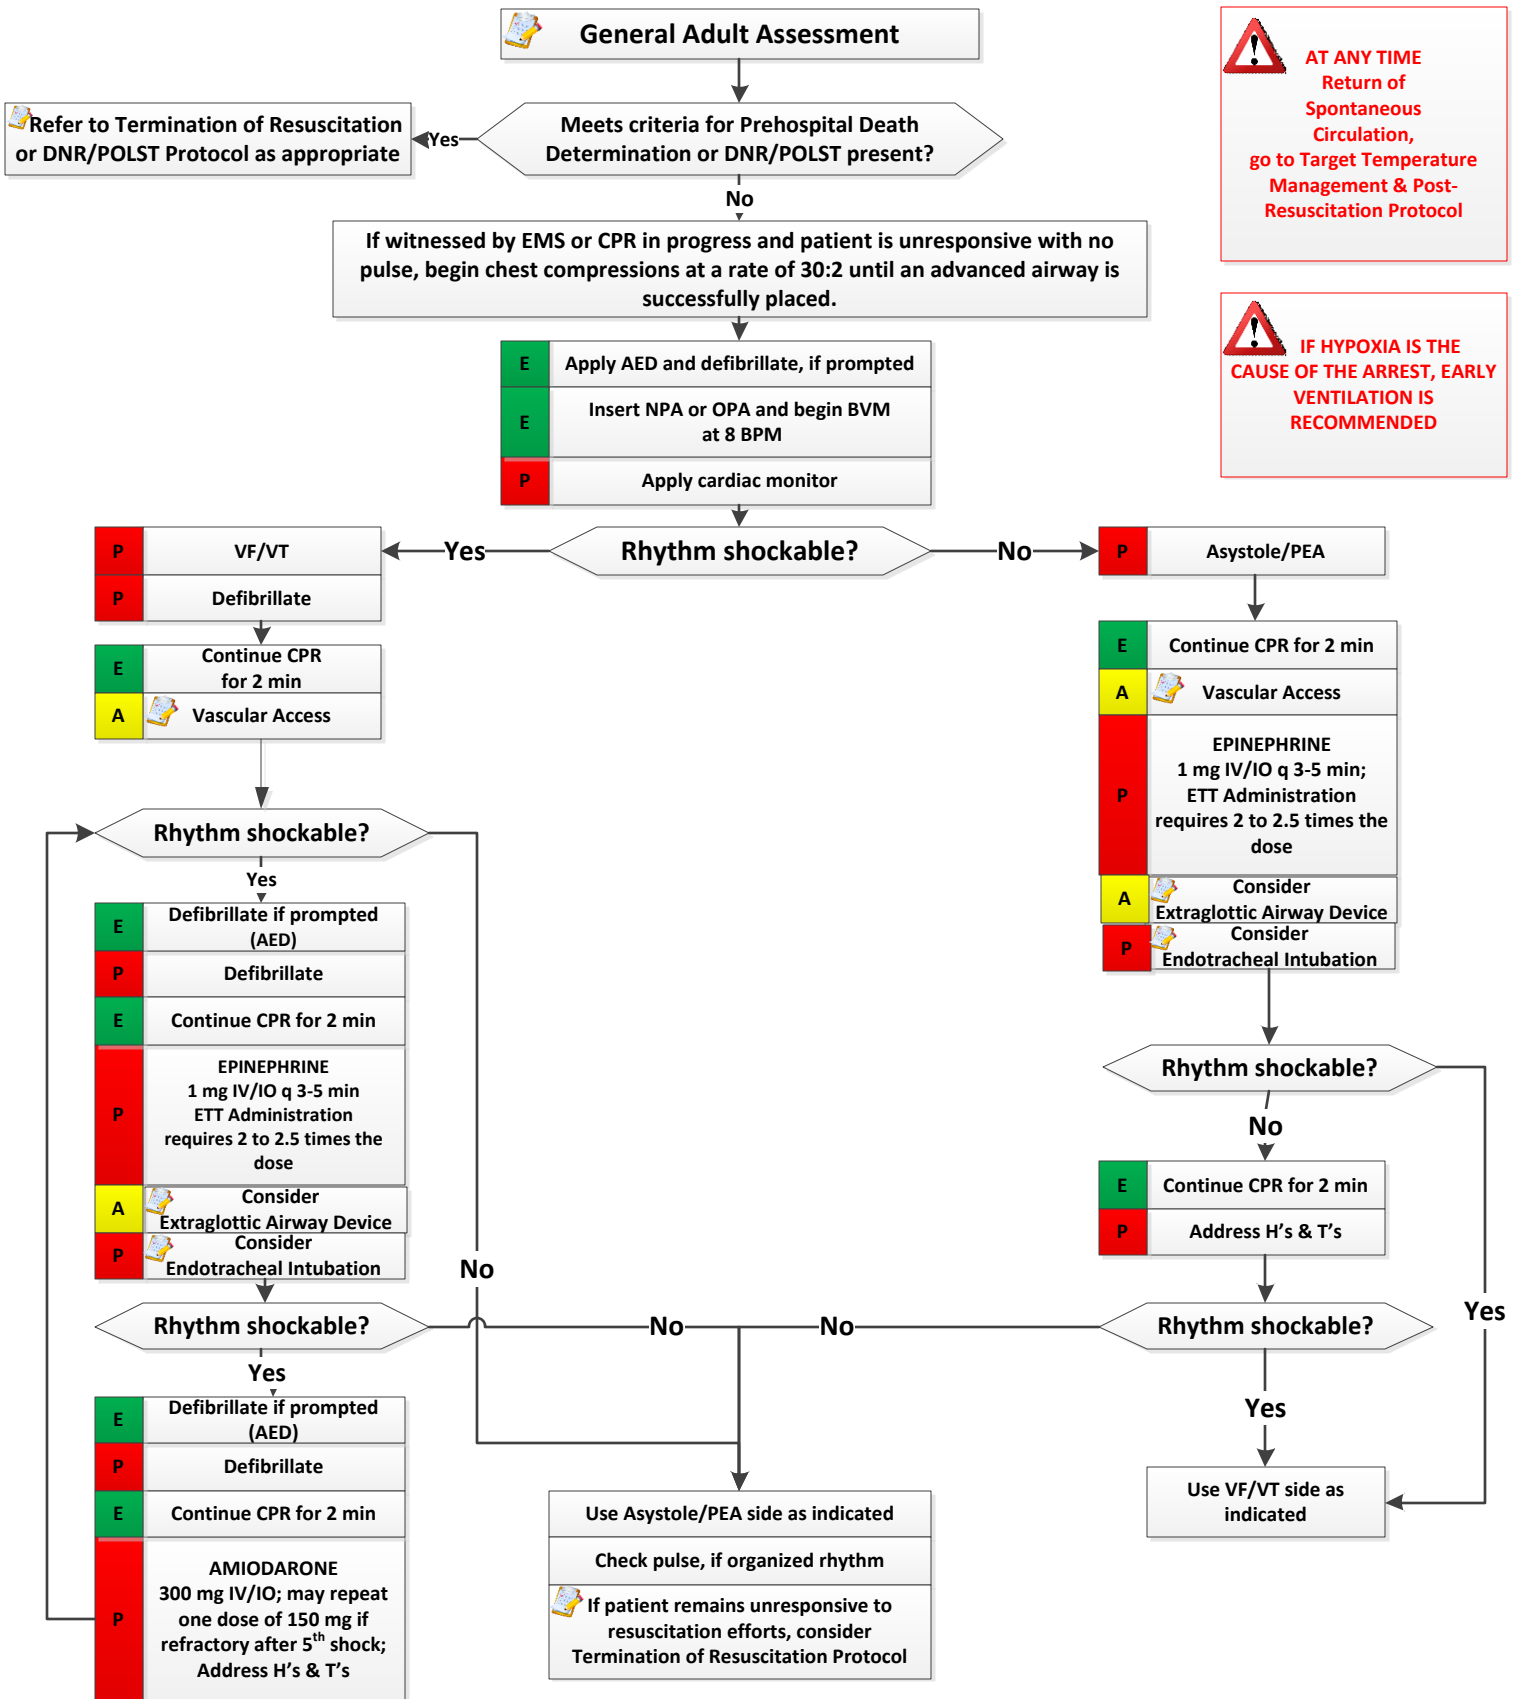 General Adult Assessment
AT ANY TIME
Return of
Spontaneous
Circulation,
go to Target Temperature
Management & Post-
Resuscitation Protocol
Refer to Termination of Resuscitation
or DNR/POLST Protocol as appropriate
Yes
Meets criteria for Prehospital Death
Determination or DNR/POLST present?
No
If witnessed by EMS or CPR in progress and patient is unresponsive with no
pulse, begin chest compressions at a rate of 30:2 until an advanced airway is
successfully placed.
IF HYPOXIA IS THE
CAUSE OF THE ARREST, EARLY
VENTILATION IS
RECOMMENDED
E Apply AED and defibrillate, if prompted
E Insert NPA or OPA and begin BVM
at 8 BPM
P Apply cardiac monitor
Rhythm shockable?
Yes
No
P VF/VT
P Defibrillate
E Continue CPR
for 2 min
A Vascular Access
Rhythm shockable?
Yes
No
E Defibrillate if prompted
(AED)
P Defibrillate
E Continue CPR for 2 min
P EPINEPHRINE
1 mg IV/IO q 3-5 min
ETT Administration
requires 2 to 2.5 times the
dose
A Consider
Extraglottic Airway Device
P Consider
Endotracheal Intubation
Rhythm shockable?
No
Yes
E Defibrillate if prompted
(AED)
P Defibrillate
E Continue CPR for 2 min
P AMIODARONE
300 mg IV/IO; may repeat
one dose of 150 mg if
refractory after 5th shock;
Address H's & T's
P Asystole/PEA
E Continue CPR for 2 min
A Vascular Access
P EPINEPHRINE
1 mg IV/IO q 3-5 min;
ETT Administration
requires 2 to 2.5 times the
dose
A Consider
Extraglottic Airway Device
P Consider
Endotracheal Intubation
Rhythm shockable?
No
Yes
E Continue CPR for 2 min
P Address H's & T's
Rhythm shockable?
No
Yes
Use VF/VT side as
indicated
Use Asystole/PEA side as indicated
Check pulse, if organized rhythm
If patient remains unresponsive to
resuscitation efforts, consider
Termination of Resuscitation Protocol